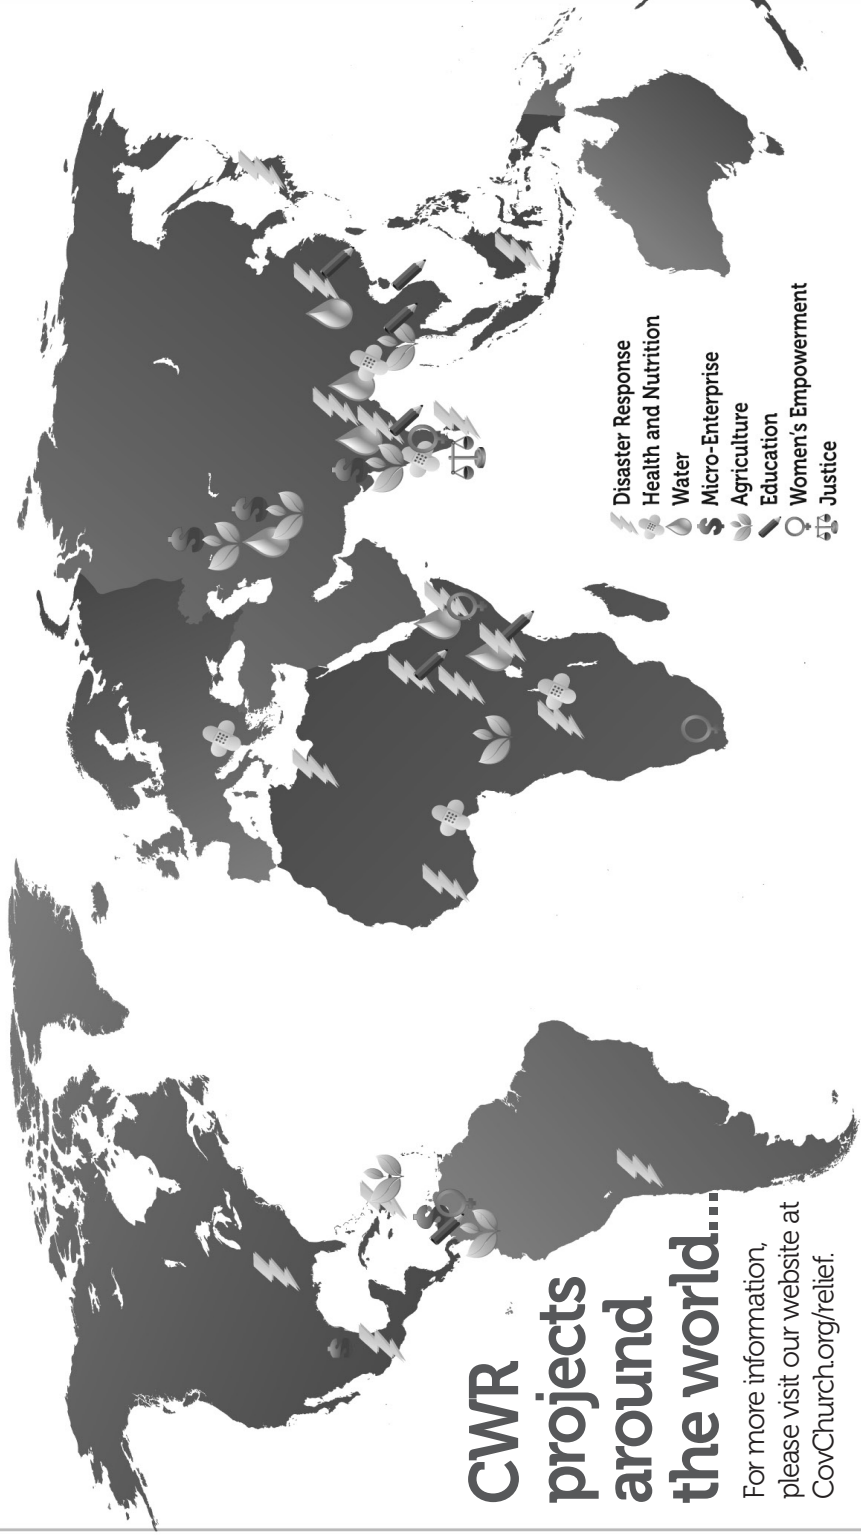 CWR
projects
around
the world...
For more information,
please visit our website at
CovChurch.org/relief.
Disaster Response
Health and Nutrition
Water
Micro-Enterprise
Agriculture
Education
Women's Empowerment
Justice